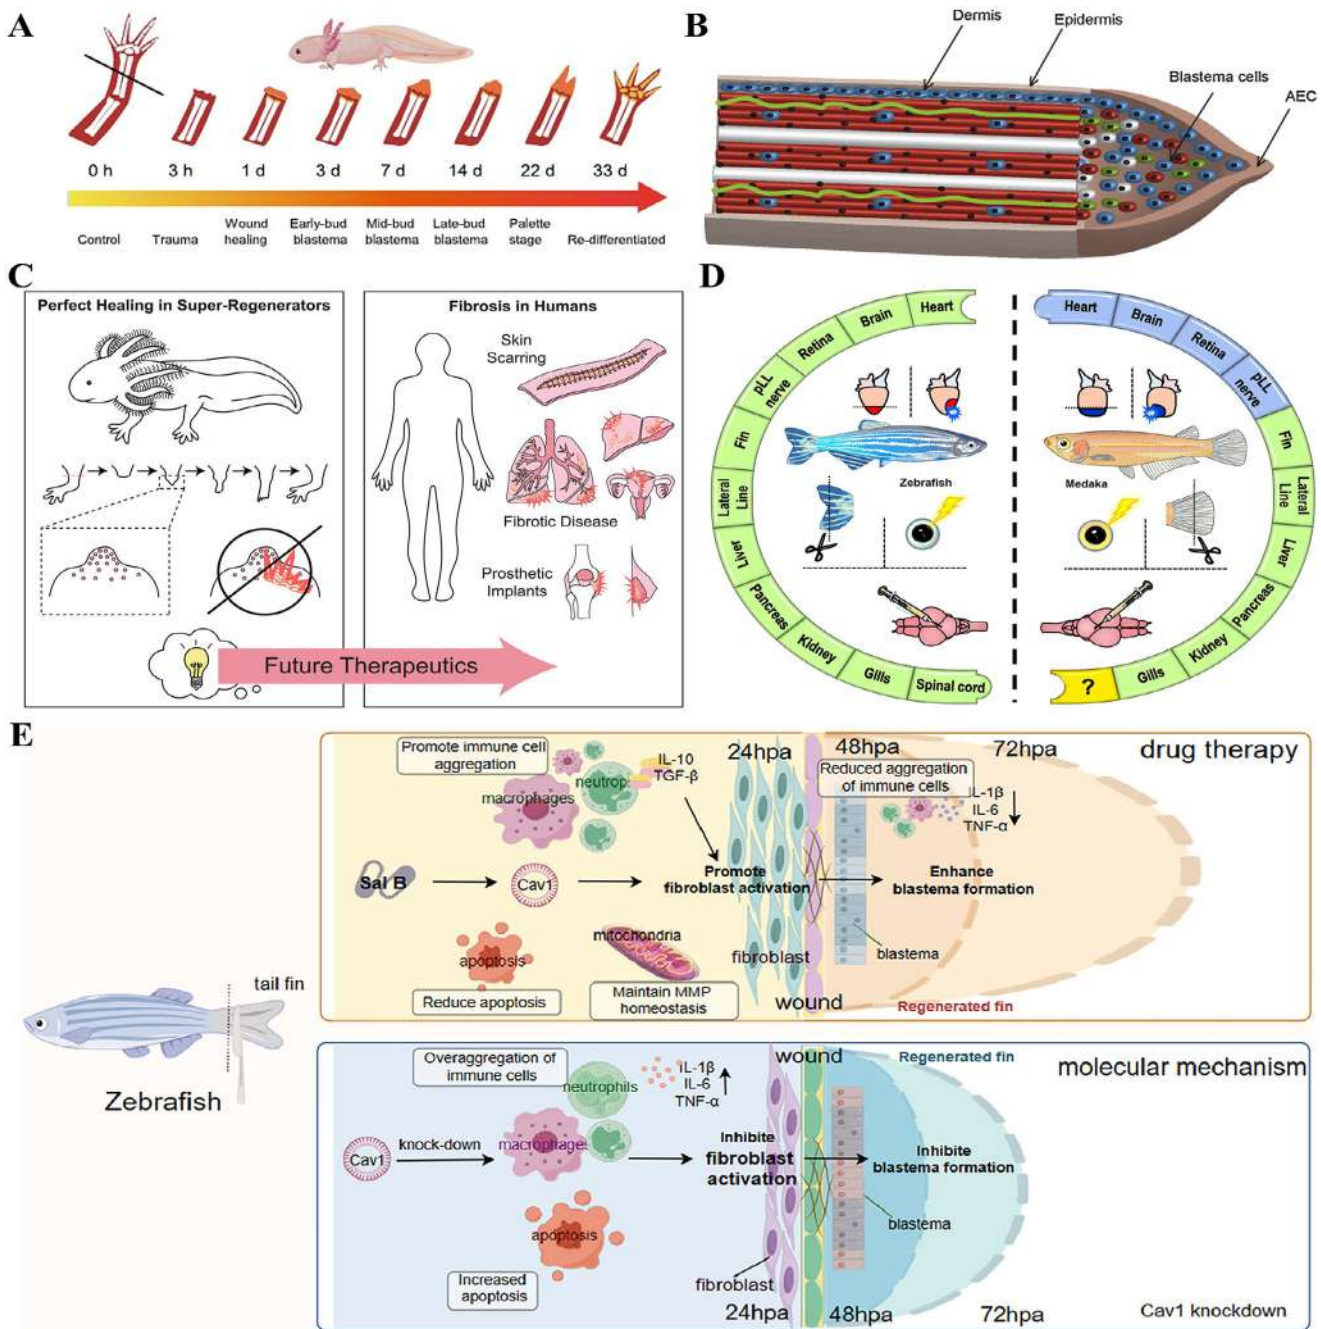 A
0 h
3 h
1 d
3 d
7 d
14 d
22 d
33 d
Control
Trauma
Wound
healing
Early-bud
blastema
Mid-bud
blastema
Late-bud
blastema
Palette
stage
Re-differentiated
B
Dermis
Epidermis
Blastema cells
AEC
C
Perfect Healing in Super-Regenerators
Fibrosis in Humans
Skin
Scarring
Fibrotic Disease
Prosthetic
Implants
Future Therapeutics
D
Heart
Brain
Retina
pLL
nerve
Fin
Lateral
Line
Liver
Pancreas
Kidney
Gills
Spinal cord
Zebrafish
Heart
Brain
Retina
pLL
nerve
Fin
Lateral
Line
Liver
Pancreas
Kidney
Gills
?
Medaka
E
Zebrafish
tail fin
drug therapy
Promote immune cell
aggregation
macrophages
neutrop
IL-10
TGF-β
24hpa
48hpa
72hpa
Reduced aggregation
of immune cells
IL-1β
IL-6
TNF-α
Sal B
Cav1
Promote
fibroblast activation
Enhance
blastema formation
apoptosis
Reduce apoptosis
mitochondria
Maintain MMP
homeostasis
fibroblast
blastema
wound
Regenerated fin
molecular mechanism
Overaggregation of
immune cells
neutrophils
IL-1β
IL-6
TNF-α
wound
Regenerated fin
Cav1
knock-down
macrophages
Inhibite
fibroblast
activation
Inhibite
blastema formation
apoptosis
Increased
apoptosis
fibroblast
blastema
24hpa
48hpa
72hpa
Cav1 knockdown